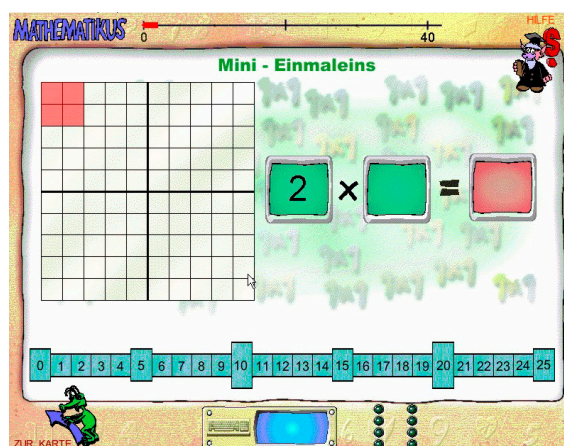 MATHEMATIKUS
0 40
HILFE
Mini - Einmaleins
2 × =
0 1 2 3 4 5 6 7 8 9 10 11 12 13 14 15 16 17 18 19 20 21 22 23 24 25
ZUR KARTE